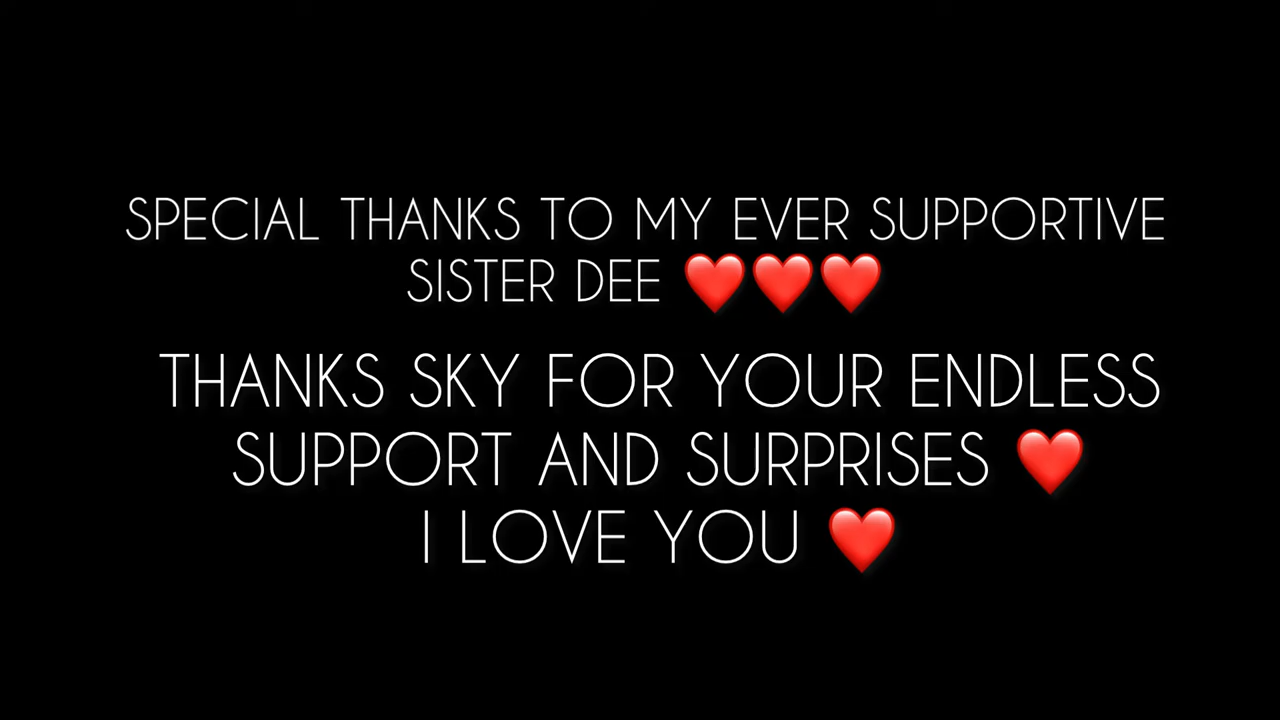 SPECIAL THANKS TO MY EVER SUPPORTIVE
SISTER DEE ❤️❤️❤️
THANKS SKY FOR YOUR ENDLESS
SUPPORT AND SURPRISES ❤️
I LOVE YOU ❤️